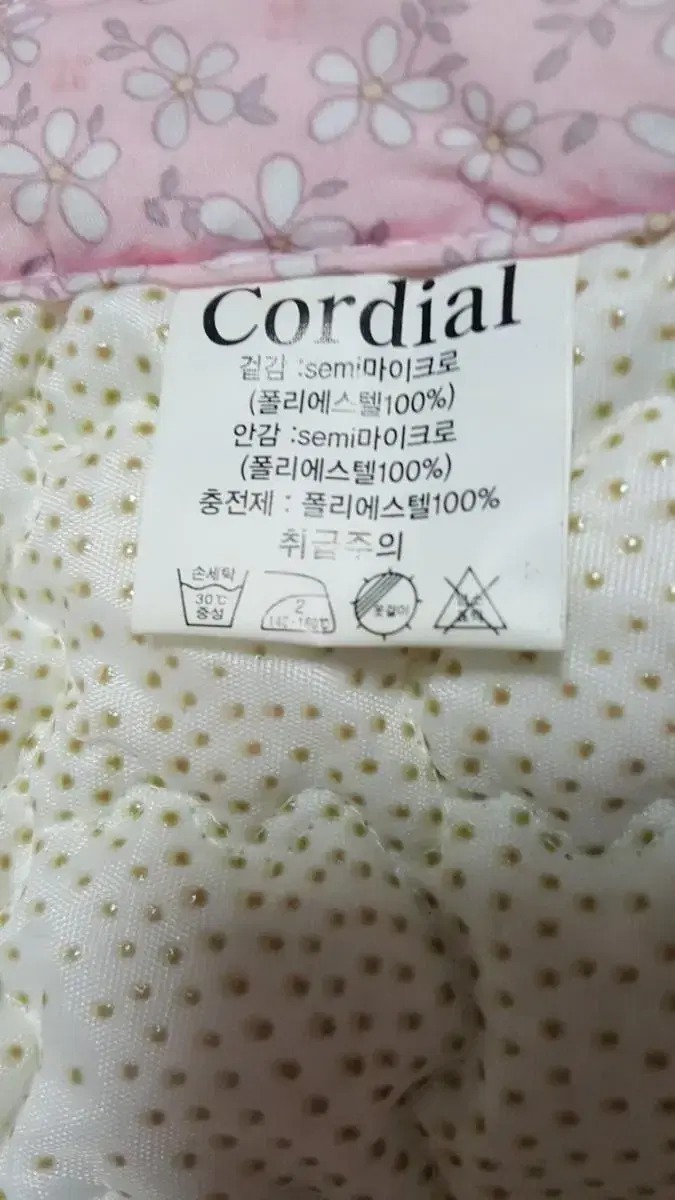 Cordial
겉감 :semi마이크로
(폴리에스텔100%)
안감 :semi마이크로
(폴리에스텔100%)
충전제 : 폴리에스텔100%
취급주의
손세탁
30℃
중성
2
140-160℃
옷걸이